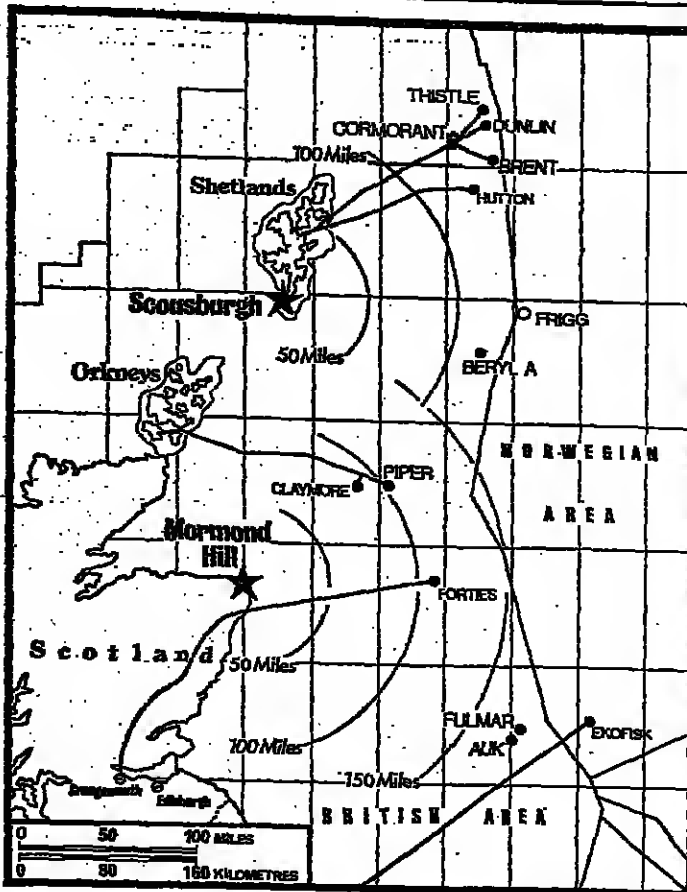 THISTLE
DUNLIN
CORMORANT
BRENT
100 Miles
Shetlands
HUTTON
Scousburgh
FRIGG
50 Miles
BERYL A
Orkneys
NORWEGIAN
AREA
PIPER
CLAYMORE
Mormond
Hill
FORTIES
Scotland
50 Miles
FULMAR
EKOFISK
AUK
100 Miles
150 Miles
Grangemouth
Edinburgh
BRITISH AREA
0 50 100 MILES
0 80 160 KILOMETRES